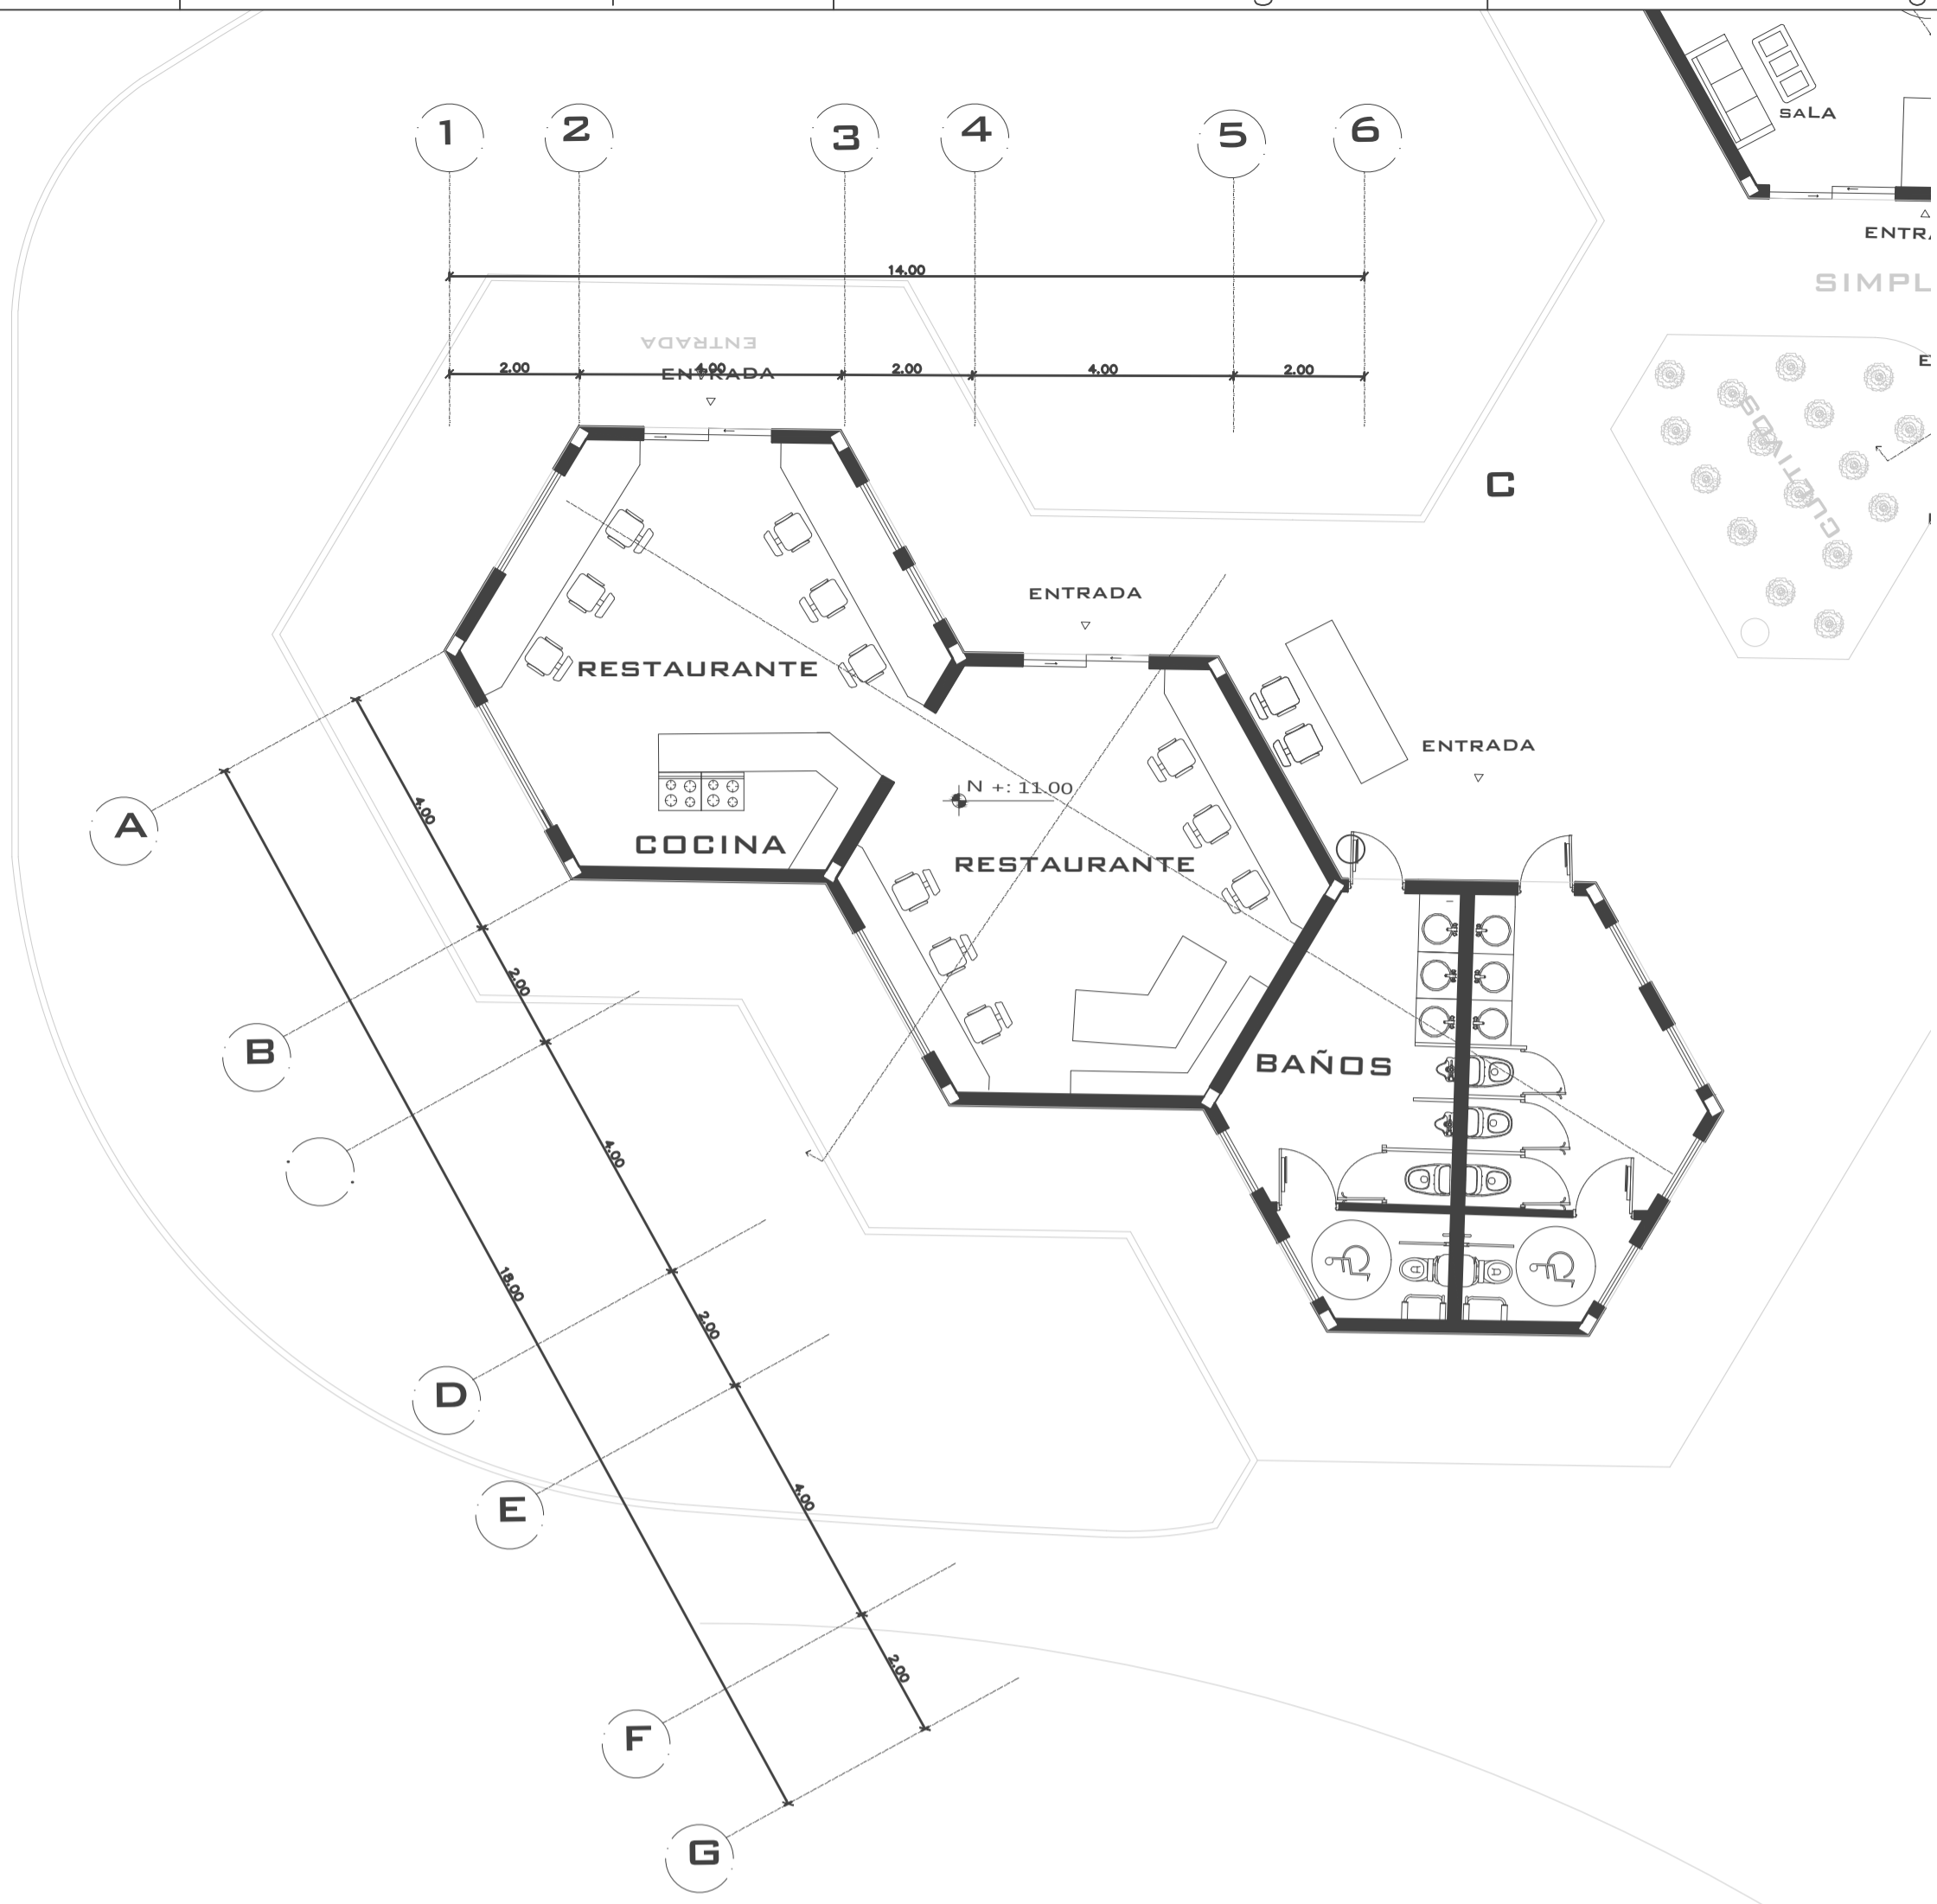 1 2 3 4 5 6
SALA
ENTRA
14.00
SIMPL
ENTRADA
2.00 4.00 2.00 4.00 2.00
ENTRADA
CULTIVOS
C
ENTRADA
RESTAURANTE
ENTRADA
N +: 11.00
4.00
A
COCINA
RESTAURANTE
2.00
B
BAÑOS
4.00
18.00
2.00
D
4.00
E
2.00
F
G